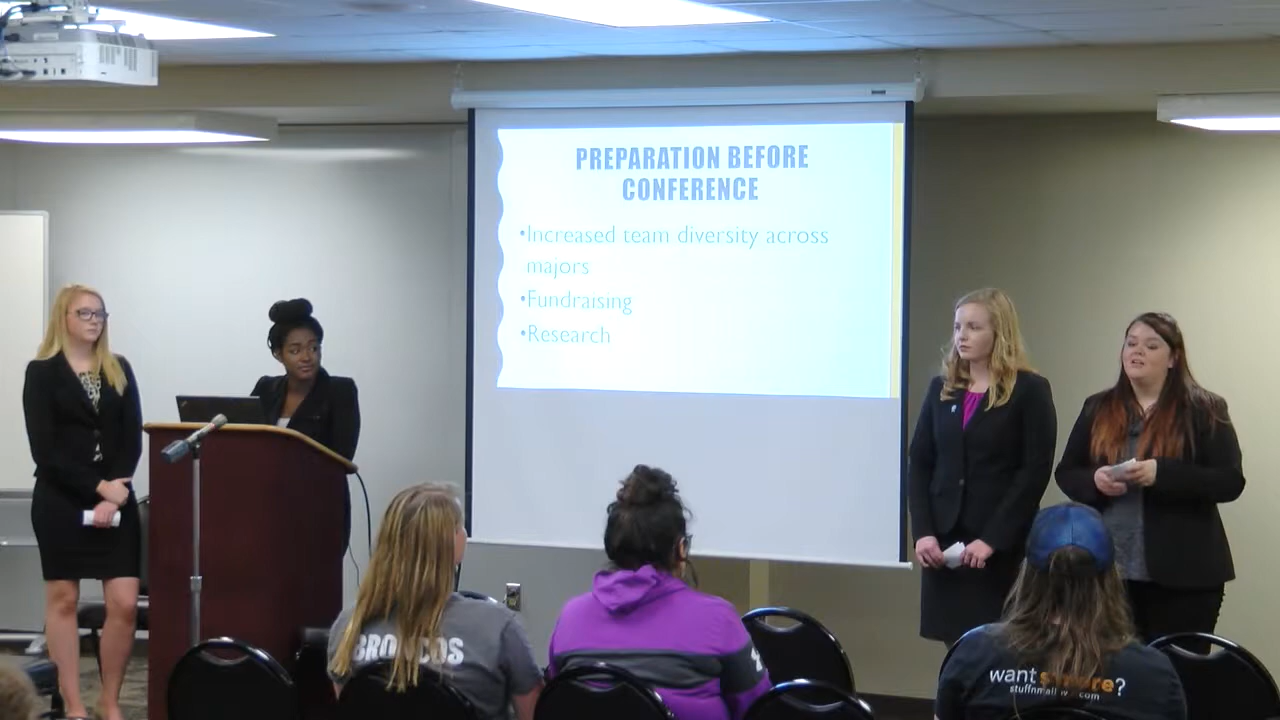 PREPARATION BEFORE
CONFERENCE
•Increased team diversity across
majors
•Fundraising
•Research
BRONCOS
want